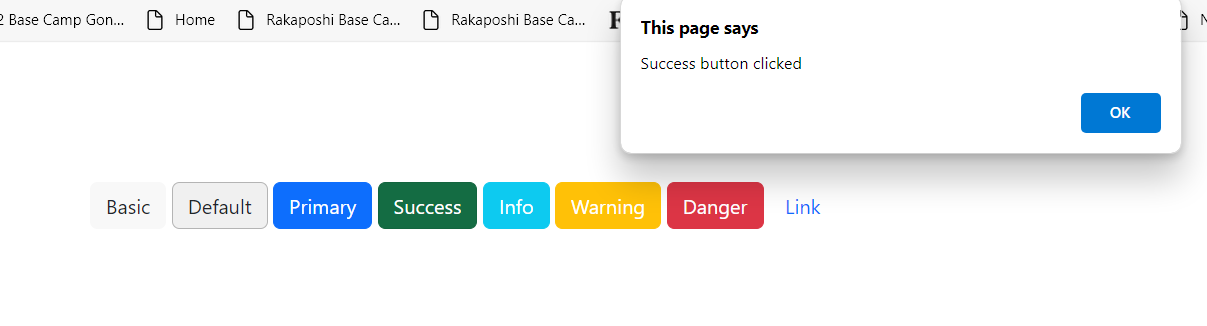 2 Base Camp Gon... Home Rakaposhi Base Ca... Rakaposhi Base Ca...
This page says
Success button clicked
OK
Basic Default Primary Success Info Warning Danger Link